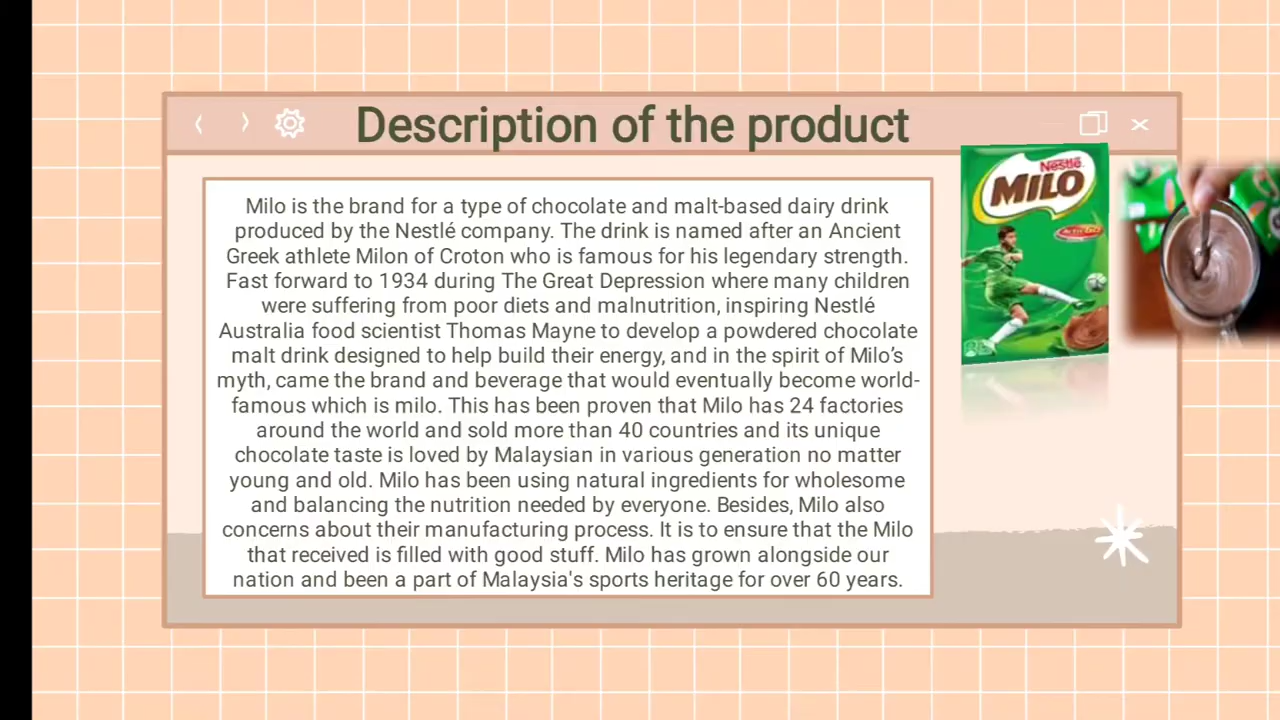 Description of the product
Milo is the brand for a type of chocolate and malt-based dairy drink
produced by the Nestlé company. The drink is named after an Ancient
Greek athlete Milon of Croton who is famous for his legendary strength.
Fast forward to 1934 during The Great Depression where many children
were suffering from poor diets and malnutrition, inspiring Nestlé
Australia food scientist Thomas Mayne to develop a powdered chocolate
malt drink designed to help build their energy, and in the spirit of Milo’s
myth, came the brand and beverage that would eventually become world-
famous which is milo. This has been proven that Milo has 24 factories
around the world and sold more than 40 countries and its unique
chocolate taste is loved by Malaysian in various generation no matter
young and old. Milo has been using natural ingredients for wholesome
and balancing the nutrition needed by everyone. Besides, Milo also
concerns about their manufacturing process. It is to ensure that the Milo
that received is filled with good stuff. Milo has grown alongside our
nation and been a part of Malaysia's sports heritage for over 60 years.
Nestlé
MILO